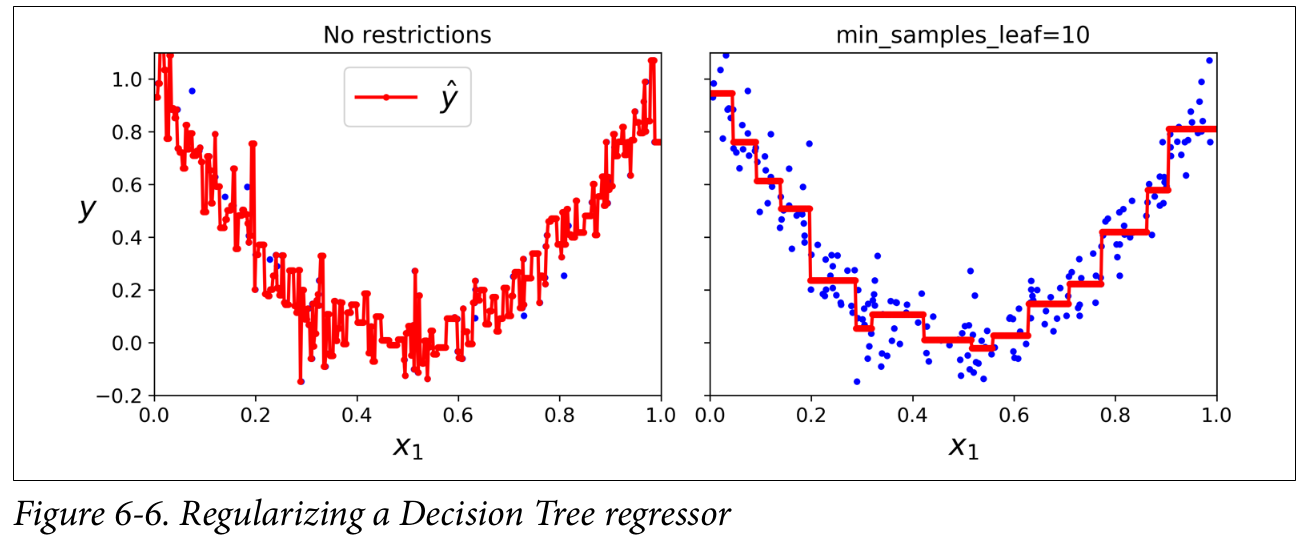 No restrictions
min_samples_leaf=10
ŷ
y
1.0
0.8
0.6
0.4
0.2
0.0
−0.2
0.0 0.2 0.4 0.6 0.8 1.0
0.0 0.2 0.4 0.6 0.8 1.0
x₁
x₁
Figure 6-6. Regularizing a Decision Tree regressor